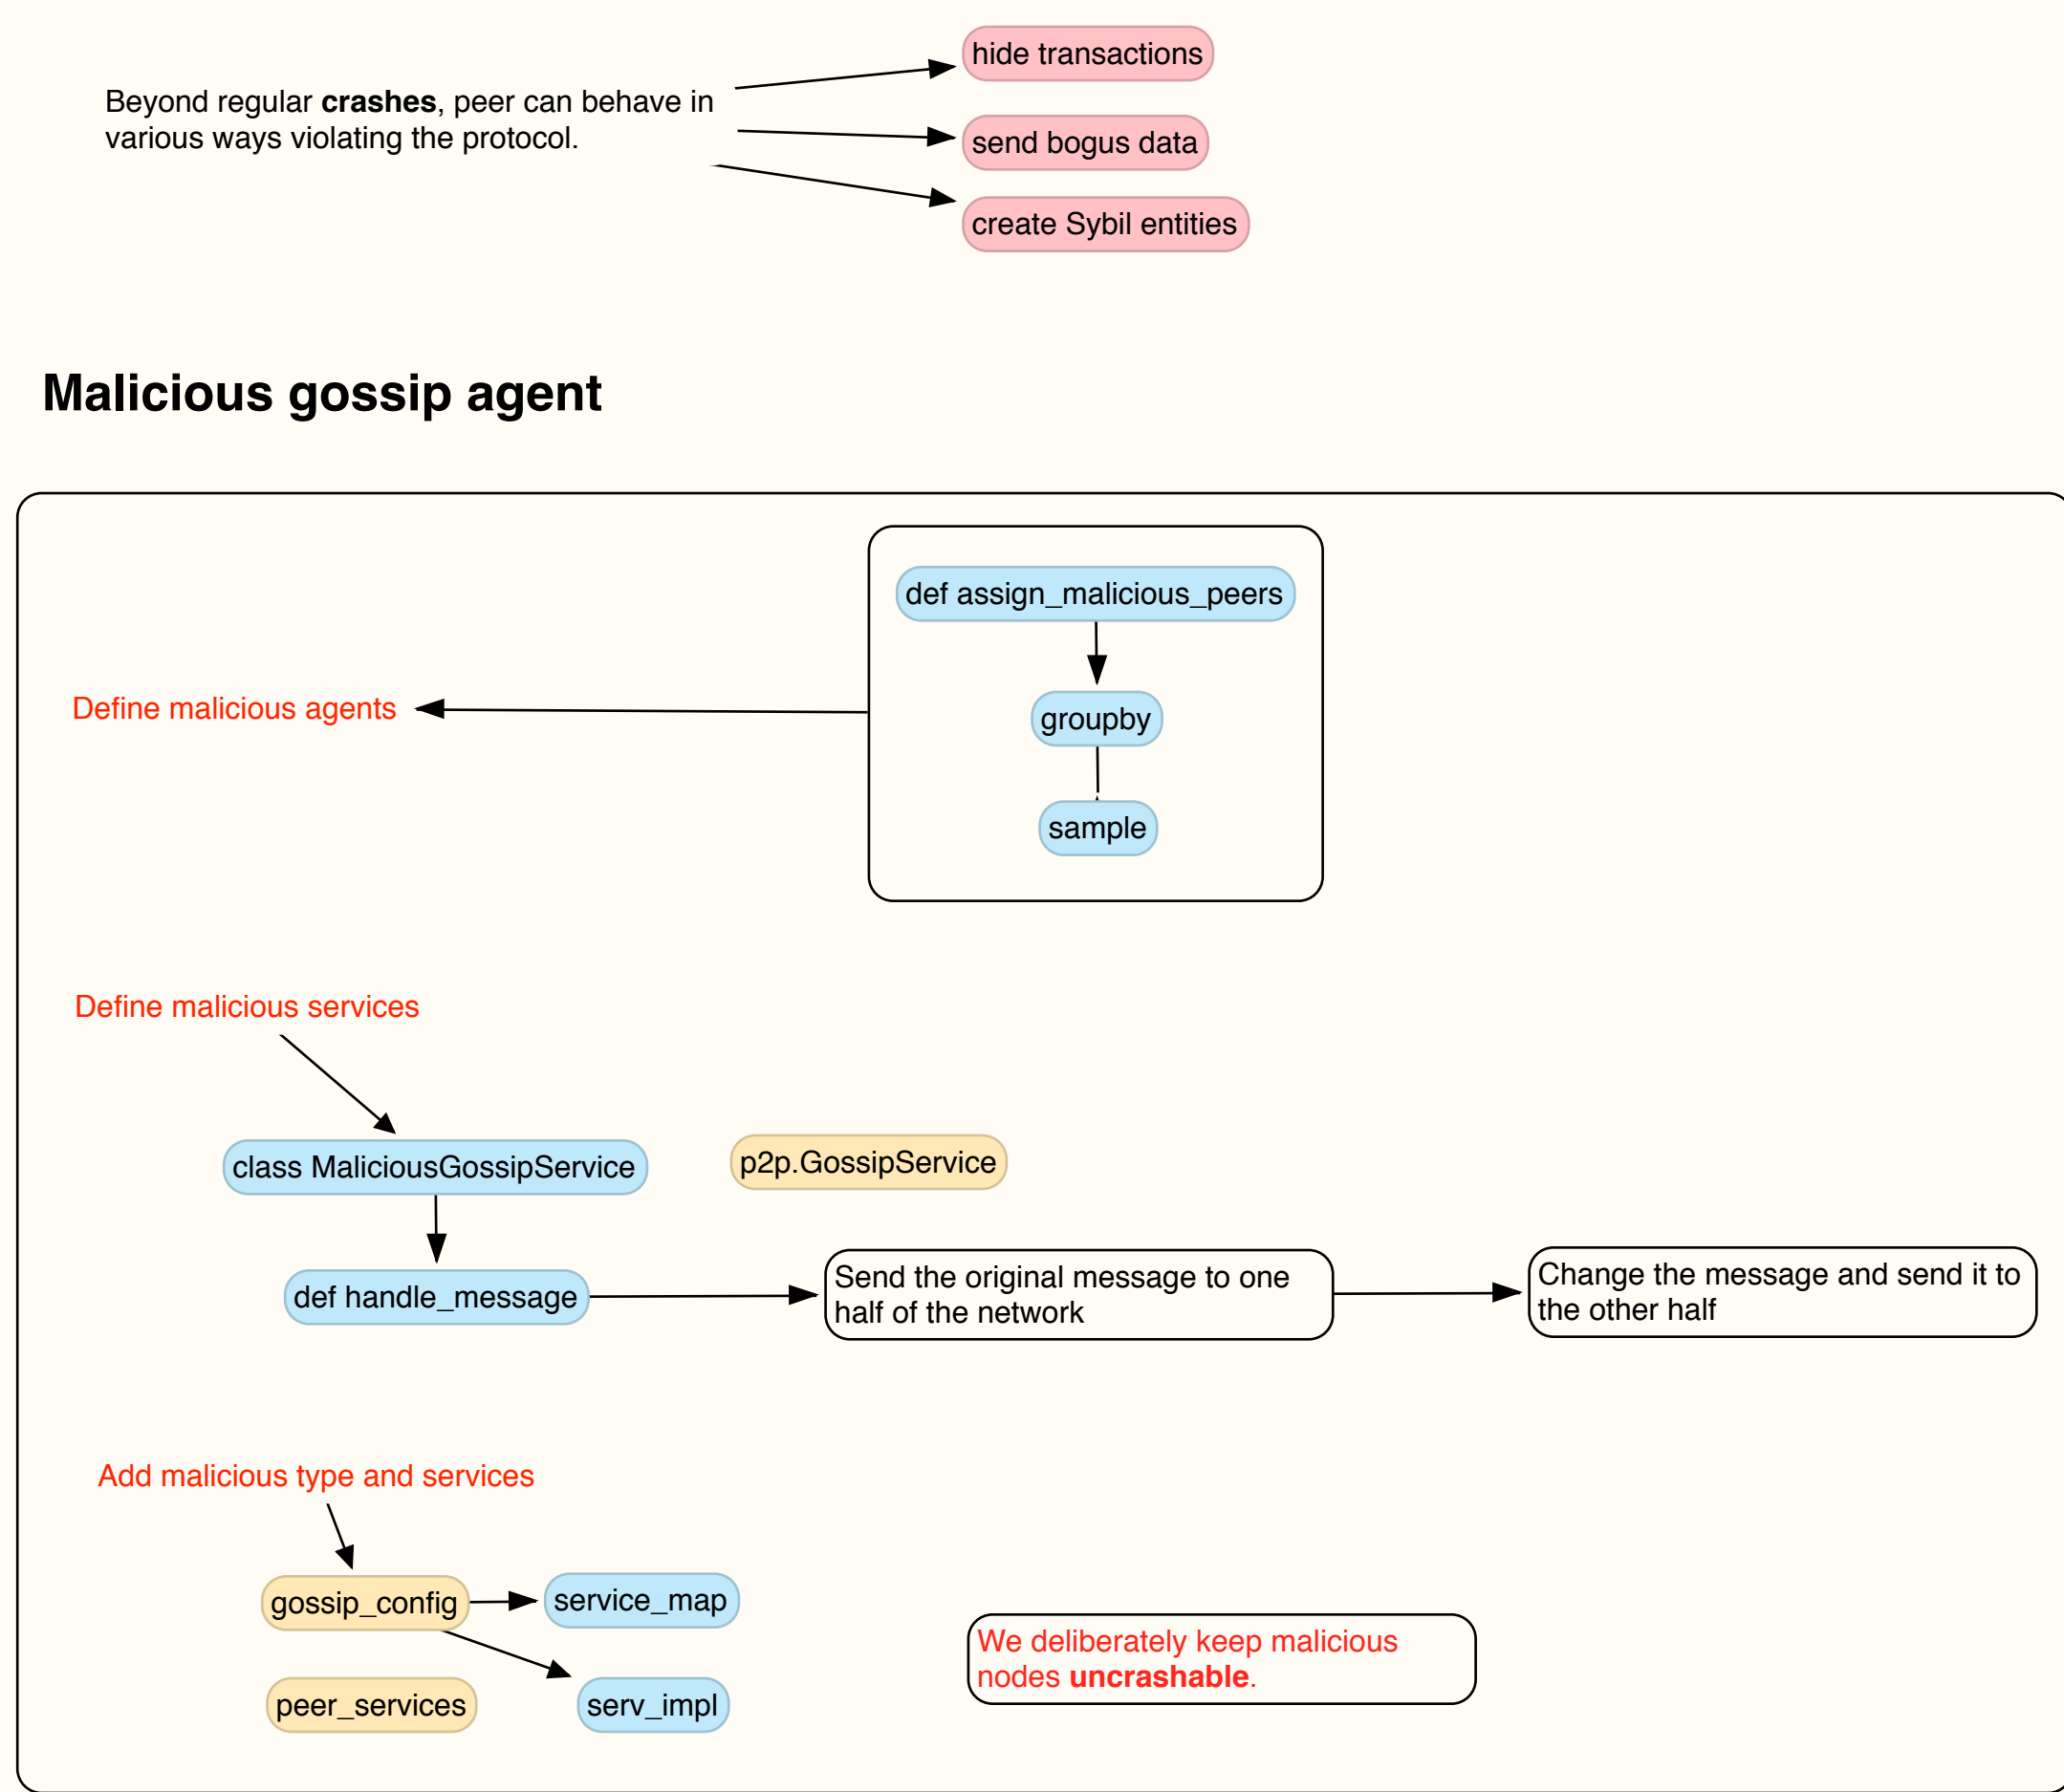 hide transactions
Beyond regular crashes, peer can behave in
various ways violating the protocol.
send bogus data
create Sybil entities
Malicious gossip agent
def assign_malicious_peers
Define malicious agents
groupby
sample
Define malicious services
class MaliciousGossipService
p2p.GossipService
def handle_message
Send the original message to one
half of the network
Change the message and send it to
the other half
Add malicious type and services
gossip_config
service_map
peer_services
serv_impl
We deliberately keep malicious
nodes uncrashable.